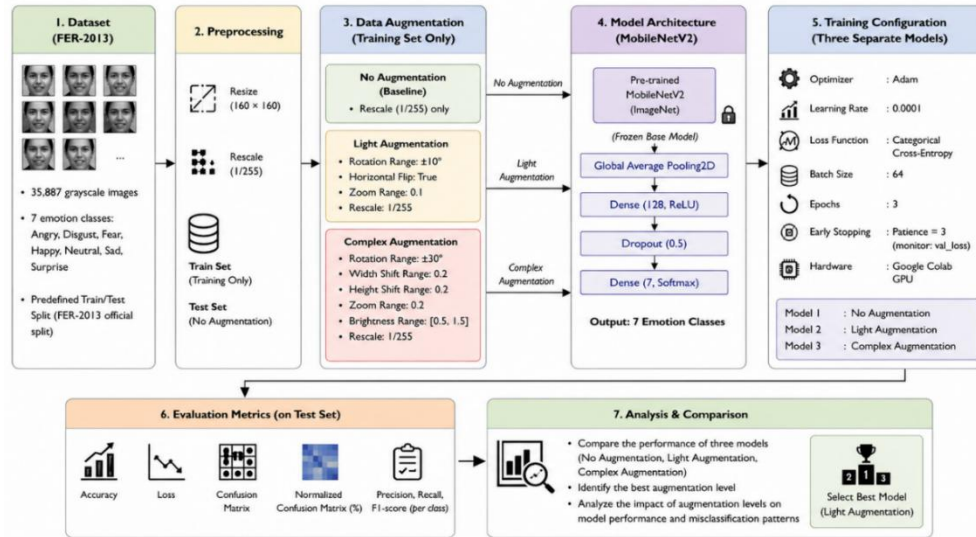 1. Dataset
(FER-2013)
...
• 35,887 grayscale images
• 7 emotion classes:
Angry, Disgust, Fear,
Happy, Neutral, Sad,
Surprise
• Predefined Train/Test
Split (FER-2013 official
split)
2. Preprocessing
Resize
(160 × 160)
Rescale
(1/255)
Train Set
(Training Only)
Test Set
(No Augmentation)
3. Data Augmentation
(Training Set Only)
No Augmentation
(Baseline)
• Rescale (1/255) only
Light Augmentation
• Rotation Range: ±10°
• Horizontal Flip: True
• Zoom Range: 0.1
• Rescale: 1/255
Complex Augmentation
• Rotation Range: ±30°
• Width Shift Range: 0.2
• Height Shift Range: 0.2
• Zoom Range: 0.2
• Brightness Range: [0.5, 1.5]
• Rescale: 1/255
No Augmentation
Light
Augmentation
Complex
Augmentation
4. Model Architecture
(MobileNetV2)
Pre-trained
MobileNetV2
(ImageNet)
(Frozen Base Model)
Global Average Pooling2D
Dense (128, ReLU)
Dropout (0.5)
Dense (7, Softmax)
Output: 7 Emotion Classes
5. Training Configuration
(Three Separate Models)
Optimizer : Adam
Learning Rate : 0.0001
Loss Function : Categorical
Cross-Entropy
Batch Size : 64
Epochs : 3
Early Stopping : Patience = 3
(monitor: val_loss)
Hardware : Google Colab
GPU
Model 1 : No Augmentation
Model 2 : Light Augmentation
Model 3 : Complex Augmentation
6. Evaluation Metrics (on Test Set)
Accuracy
Loss
Confusion
Matrix
Normalized
Confusion Matrix (%)
Precision, Recall,
F1-score (per class)
7. Analysis & Comparison
• Compare the performance of three models
(No Augmentation, Light Augmentation,
Complex Augmentation)
• Identify the best augmentation level
• Analyze the impact of augmentation levels on
model performance and misclassification patterns
2 1 3
Select Best Model
(Light Augmentation)